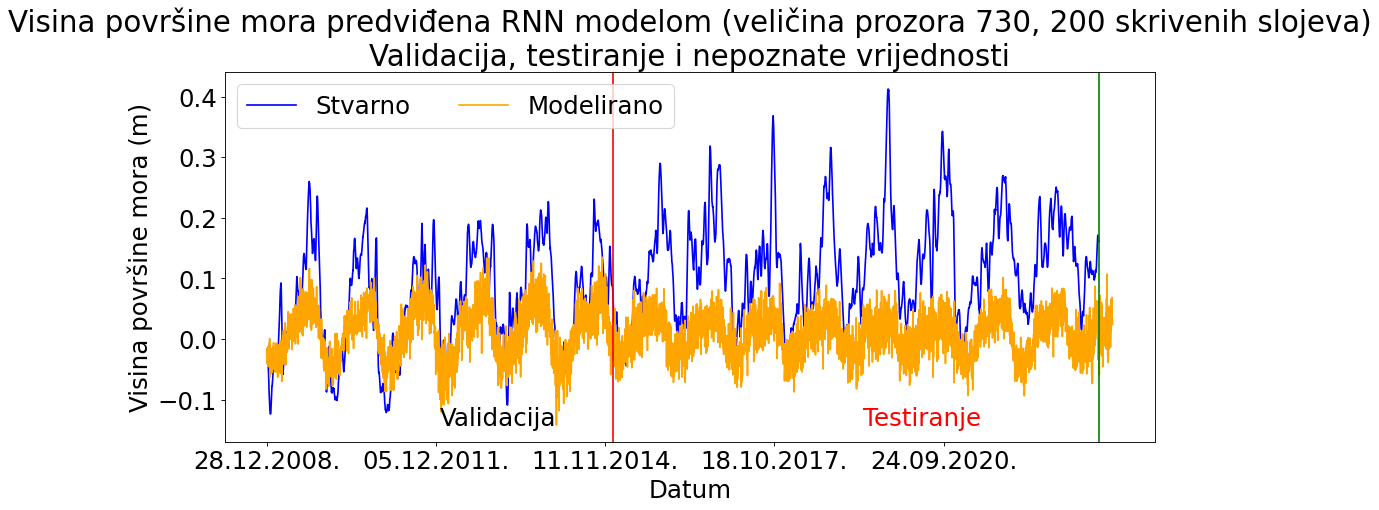 Visina površine mora predviđena RNN modelom (veličina prozora 730, 200 skrivenih slojeva)
Validacija, testiranje i nepoznate vrijednosti
Stvarno Modelirano
Visina površine mora (m)
0.4
0.3
0.2
0.1
0.0
−0.1
Validacija Testiranje
28.12.2008. 05.12.2011. 11.11.2014. 18.10.2017. 24.09.2020.
Datum